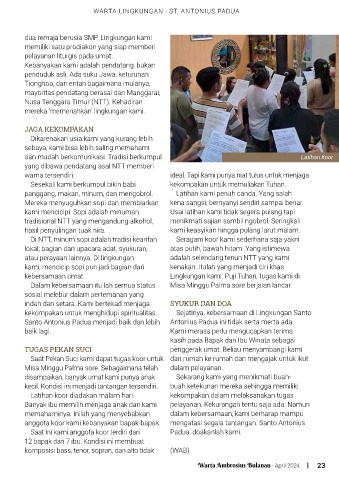 WARTA LINGKUNGAN - ST. ANTONIUS PADUA
dua remaja berusia SMP. Lingkungan kami
memiliki satu prodiakon yang siap memberi
pelayanan liturgis pada umat.
Kebanyakan kami adalah pendatang, bukan
penduduk asli. Ada suku Jawa, keturunan
Tionghoa, dan entah bagaimana mulanya,
mayoritas pendatang berasal dari Manggarai,
Nusa Tenggara Timur (NTT). Kehadiran
mereka 'memeriahkan' lingkungan kami.
JAGA KEKOMPAKAN
Dikarenakan usia kami yang kurang lebih
sebaya, kami bisa lebih saling memahami
dan mudah berkomunikasi. Tradisi berkumpul
yang dibawa pendatang asal NTT memberi
warna tersendiri.
Sesekali kami berkumpul bikin babi
panggang, makan, minum, dan mengobrol.
Mereka menyuguhkan sopi dan membiarkan
kami mencicipi. Sopi adalah minuman
tradisional NTT yang mengandung alkohol,
hasil penyulingan tuak nira.
Di NTT, minum sopi adalah tradisi kearifan
lokal; bagian dari upacara adat, syukuran,
atau perayaan lainnya. Di lingkungan
kami, mencicip sopi pun jadi bagian dari
kebersamaan umat.
Dalam kebersamaan itu lah semua status
sosial melebur dalam pertemanan yang
indah dan setara. Kami bertekad menjaga
kekompakan untuk menghidupi spiritualitas
Santo Antonius Padua menjadi baik dan lebih
baik lagi.
TUGAS PEKAN SUCI
Saat Pekan Suci kami dapat tugas koor untuk
Misa Minggu Palma sore. Sebagaimana telah
disampaikan, banyak umat kami punya anak
kecil. Kondisi ini menjadi tantangan tersendiri.
Latihan koor diadakan malam hari.
Banyak ibu memilih menjaga anak dan kami
memahaminya. Inilah yang menyebabkan
anggota koor kami kebanyakan bapak-bapak.
Saat ini kami anggota koor terdiri dari
12 bapak dan 7 ibu. Kondisi ini membuat
komposisi bass, tenor, sopran, dan alto tidak
Latihan koor
ideal. Tapi kami punya niat tulus untuk menjaga
kekompakan untuk memuliakan Tuhan.
Latihan kami penuh canda. Yang salah
kena sangsi, bernyanyi sendiri sampai benar.
Usai latihan kami tidak segera pulang tapi
menikmati sajian sambil ngobrol. Seringkali
kami keasyikan hingga pulang larut malam.
Seragam koor kami sederhana saja yakni
atas putih, bawah hitam. Yang istimewa
adalah selendang tenun NTT yang kami
kenakan. Itulah yang menjadi ciri khas
Lingkungan kami. Puji Tuhan, tugas kami di
Misa Minggu Palma sore berjalan lancar.
SYUKUR DAN DOA
Sejatinya, kebersamaan di Lingkungan Santo
Antonius Padua ini tidak serta merta ada.
Kami merasa perlu mengucapkan terima
kasih pada Bapak dan Ibu Winata sebagai
penggerak umat. Beliau menyambangi kami
dari rumah ke rumah dan mengajak untuk ikut
dalam pelayanan.
Sekarang kami yang menikmati buah-
buah ketekunan mereka sehingga memiliki
kekompakan dalam melaksanakan tugas
pelayanan. Kekurangan tentu saja ada. Namun
dalam kebersamaan, kami berharap mampu
mengatasi segala tantangan. Santo Antonius
Padua, doakanlah kami.
(WAB)
Warta Ambrosius Bulanan - April 2024 | 23